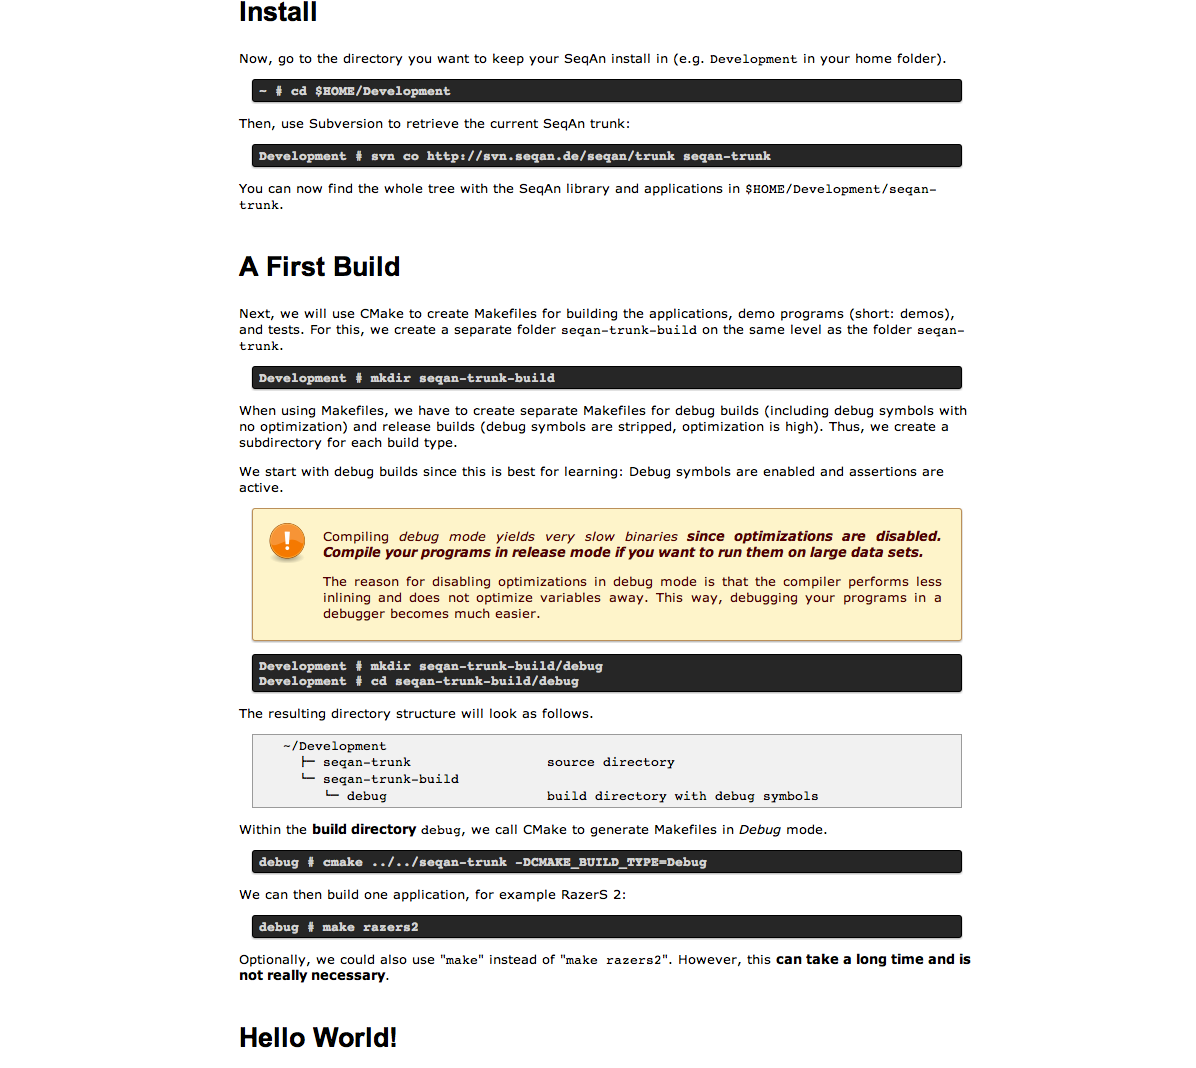 Install
Now, go to the directory you want to keep your SeqAn install in (e.g. Development in your home folder).
~ # cd $HOME/Development
Then, use Subversion to retrieve the current SeqAn trunk:
Development # svn co http://svn.seqan.de/seqan/trunk seqan-trunk
You can now find the whole tree with the SeqAn library and applications in $HOME/Development/seqan-
trunk.
A First Build
Next, we will use CMake to create Makefiles for building the applications, demo programs (short: demos),
and tests. For this, we create a separate folder seqan-trunk-build on the same level as the folder seqan-
trunk.
Development # mkdir seqan-trunk-build
When using Makefiles, we have to create separate Makefiles for debug builds (including debug symbols with
no optimization) and release builds (debug symbols are stripped, optimization is high). Thus, we create a
subdirectory for each build type.
We start with debug builds since this is best for learning: Debug symbols are enabled and assertions are
active.
Compiling debug mode yields very slow binaries since optimizations are disabled.
Compile your programs in release mode if you want to run them on large data sets.
The reason for disabling optimizations in debug mode is that the compiler performs less
inlining and does not optimize variables away. This way, debugging your programs in a
debugger becomes much easier.
Development # mkdir seqan-trunk-build/debug
Development # cd seqan-trunk-build/debug
The resulting directory structure will look as follows.
~/Development
├─ seqan-trunk source directory
└─ seqan-trunk-build
└─ debug build directory with debug symbols
Within the build directory debug, we call CMake to generate Makefiles in Debug mode.
debug # cmake ../../seqan-trunk -DCMAKE_BUILD_TYPE=Debug
We can then build one application, for example RazerS 2:
debug # make razers2
Optionally, we could also use "make" instead of "make razers2". However, this can take a long time and is
not really necessary.
Hello World!